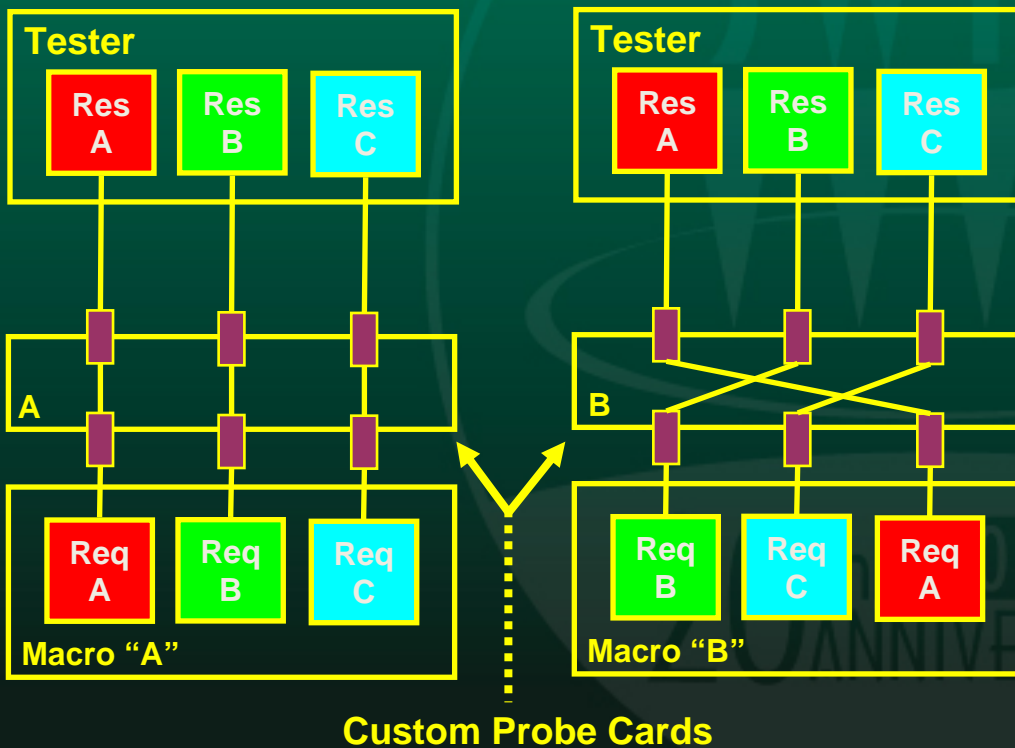 Tester
Res A
Res B
Res C
A
Req A
Req B
Req C
Macro “A”
Tester
Res A
Res B
Res C
B
Req B
Req C
Req A
Macro “B”
Custom Probe Cards